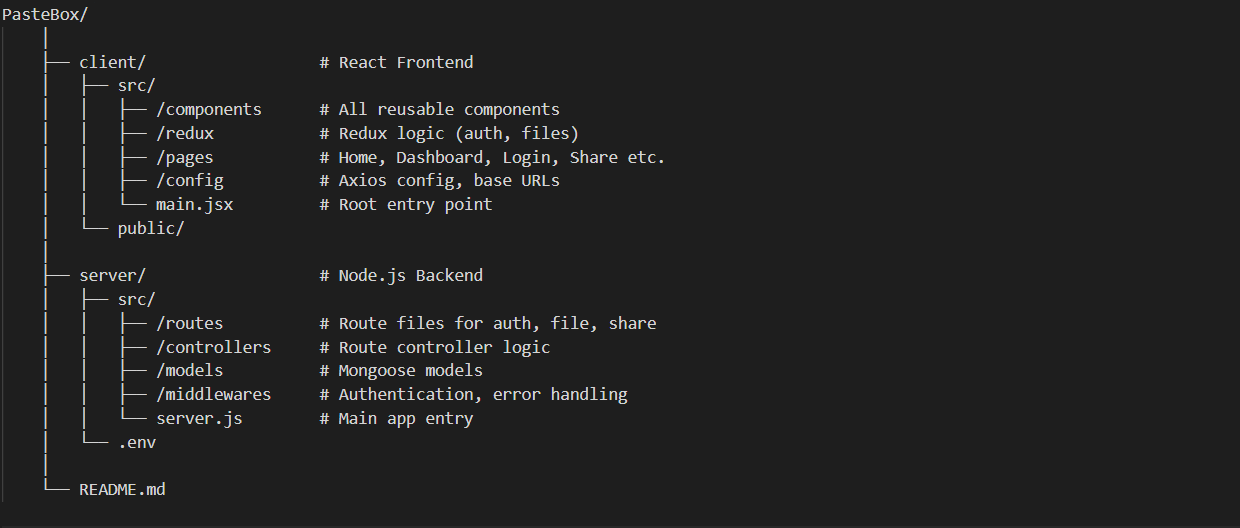 PasteBox/
│
├── client/                  # React Frontend
│   ├── src/
│   │   ├── /components      # All reusable components
│   │   ├── /redux           # Redux logic (auth, files)
│   │   ├── /pages           # Home, Dashboard, Login, Share etc.
│   │   ├── /config          # Axios config, base URLs
│   │   └── main.jsx         # Root entry point
│   └── public/
│
├── server/                  # Node.js Backend
│   ├── src/
│   │   ├── /routes          # Route files for auth, file, share
│   │   ├── /controllers     # Route controller logic
│   │   ├── /models          # Mongoose models
│   │   ├── /middlewares     # Authentication, error handling
│   │   └── server.js        # Main app entry
│   └── .env
│
└── README.md